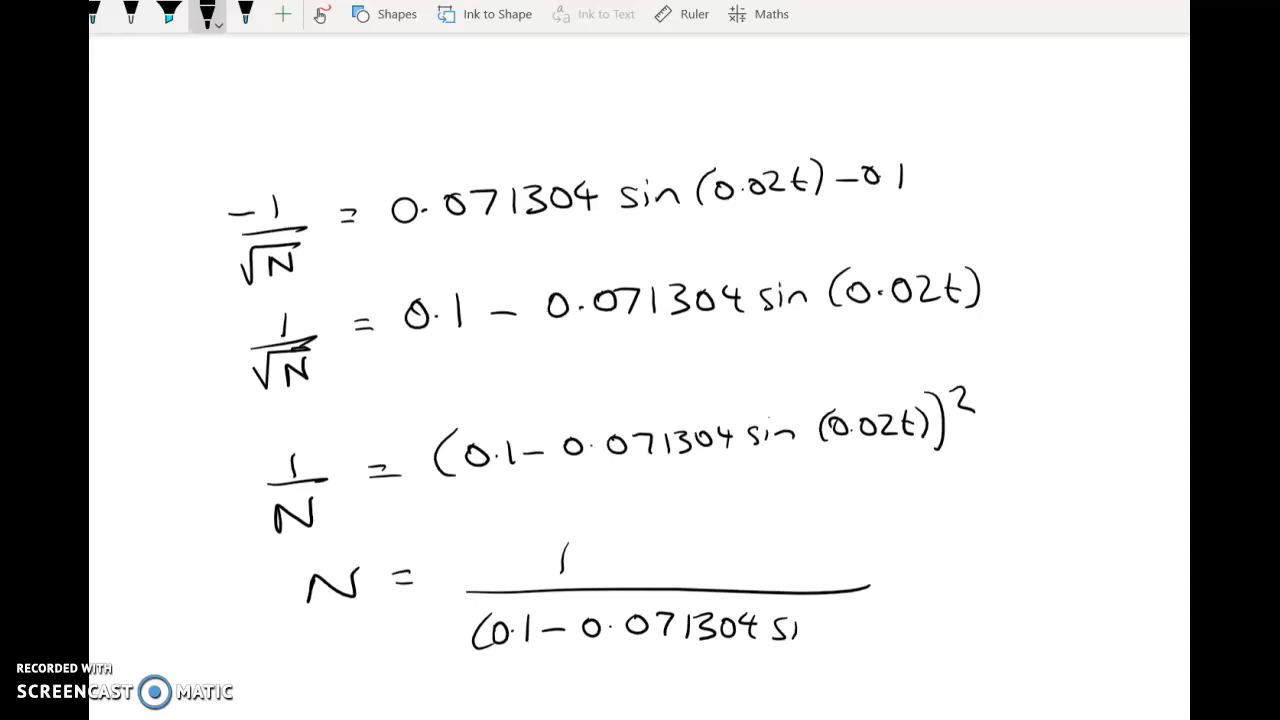 Shapes Ink to Shape Ink to Text Ruler Maths
-1/√N = 0.071304 sin(0.02t) - 0.1
1/√N = 0.1 - 0.071304 sin (0.02t)
1/N = (0.1 - 0.071304 sin (0.02t))²
N = 1/(0.1 - 0.071304 si
RECORDED WITH
SCREENCAST MATIC